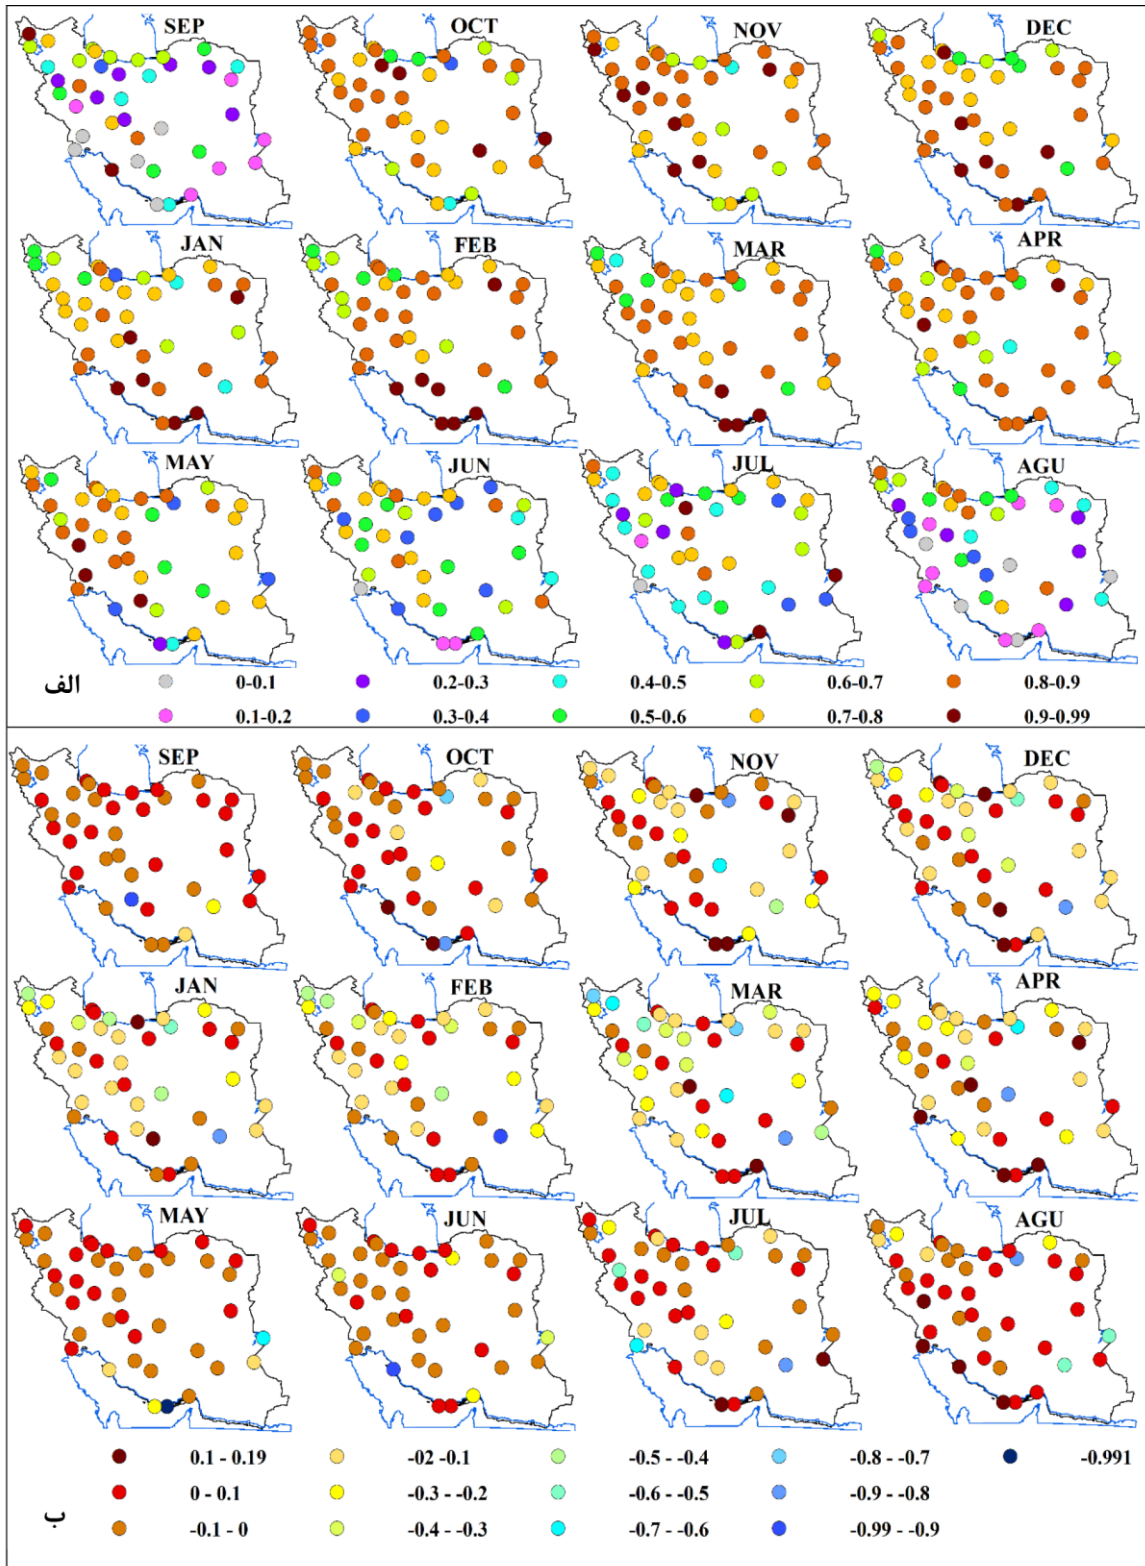 SEP OCT NOV DEC
JAN FEB MAR APR
MAY JUN JUL AGU
الف 0-0.1 0.2-0.3 0.4-0.5 0.6-0.7 0.8-0.9
0.1-0.2 0.3-0.4 0.5-0.6 0.7-0.8 0.9-0.99
SEP OCT NOV DEC
JAN FEB MAR APR
MAY JUN JUL AGU
0.1 - 0.19 -02 -0.1 -0.5 - -0.4 -0.8 - -0.7 -0.991
0 - 0.1 -0.3 - -0.2 -0.6 - -0.5 -0.9 - -0.8
ب -0.1 - 0 -0.4 - -0.3 -0.7 - -0.6 -0.99 - -0.9